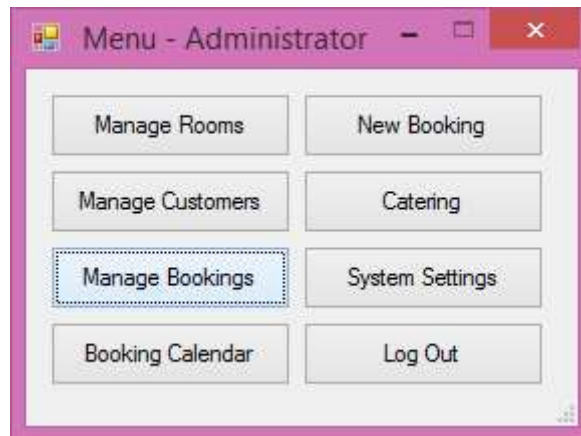 Menu - Administrator
Manage Rooms
New Booking
Manage Customers
Catering
Manage Bookings
System Settings
Booking Calendar
Log Out